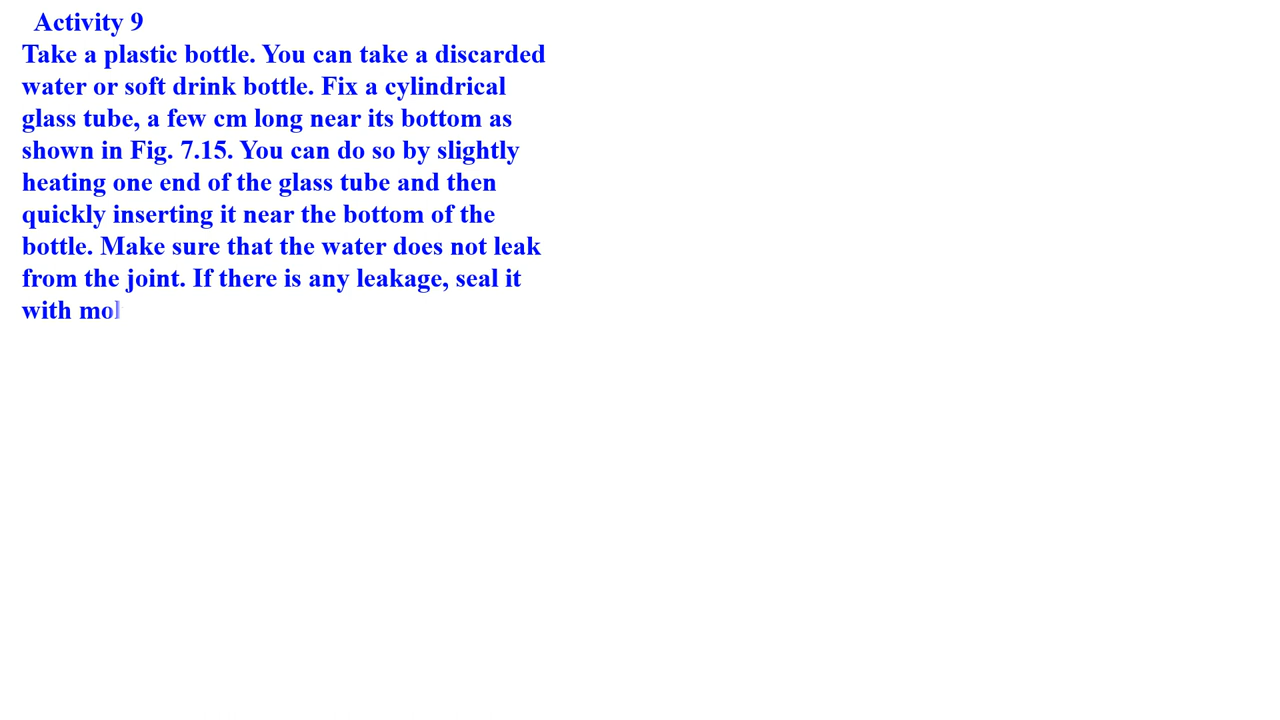 Activity 9
Take a plastic bottle. You can take a discarded
water or soft drink bottle. Fix a cylindrical
glass tube, a few cm long near its bottom as
shown in Fig. 7.15. You can do so by slightly
heating one end of the glass tube and then
quickly inserting it near the bottom of the
bottle. Make sure that the water does not leak
from the joint. If there is any leakage, seal it
with mol